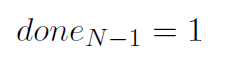 $done_{N-1} = 1$